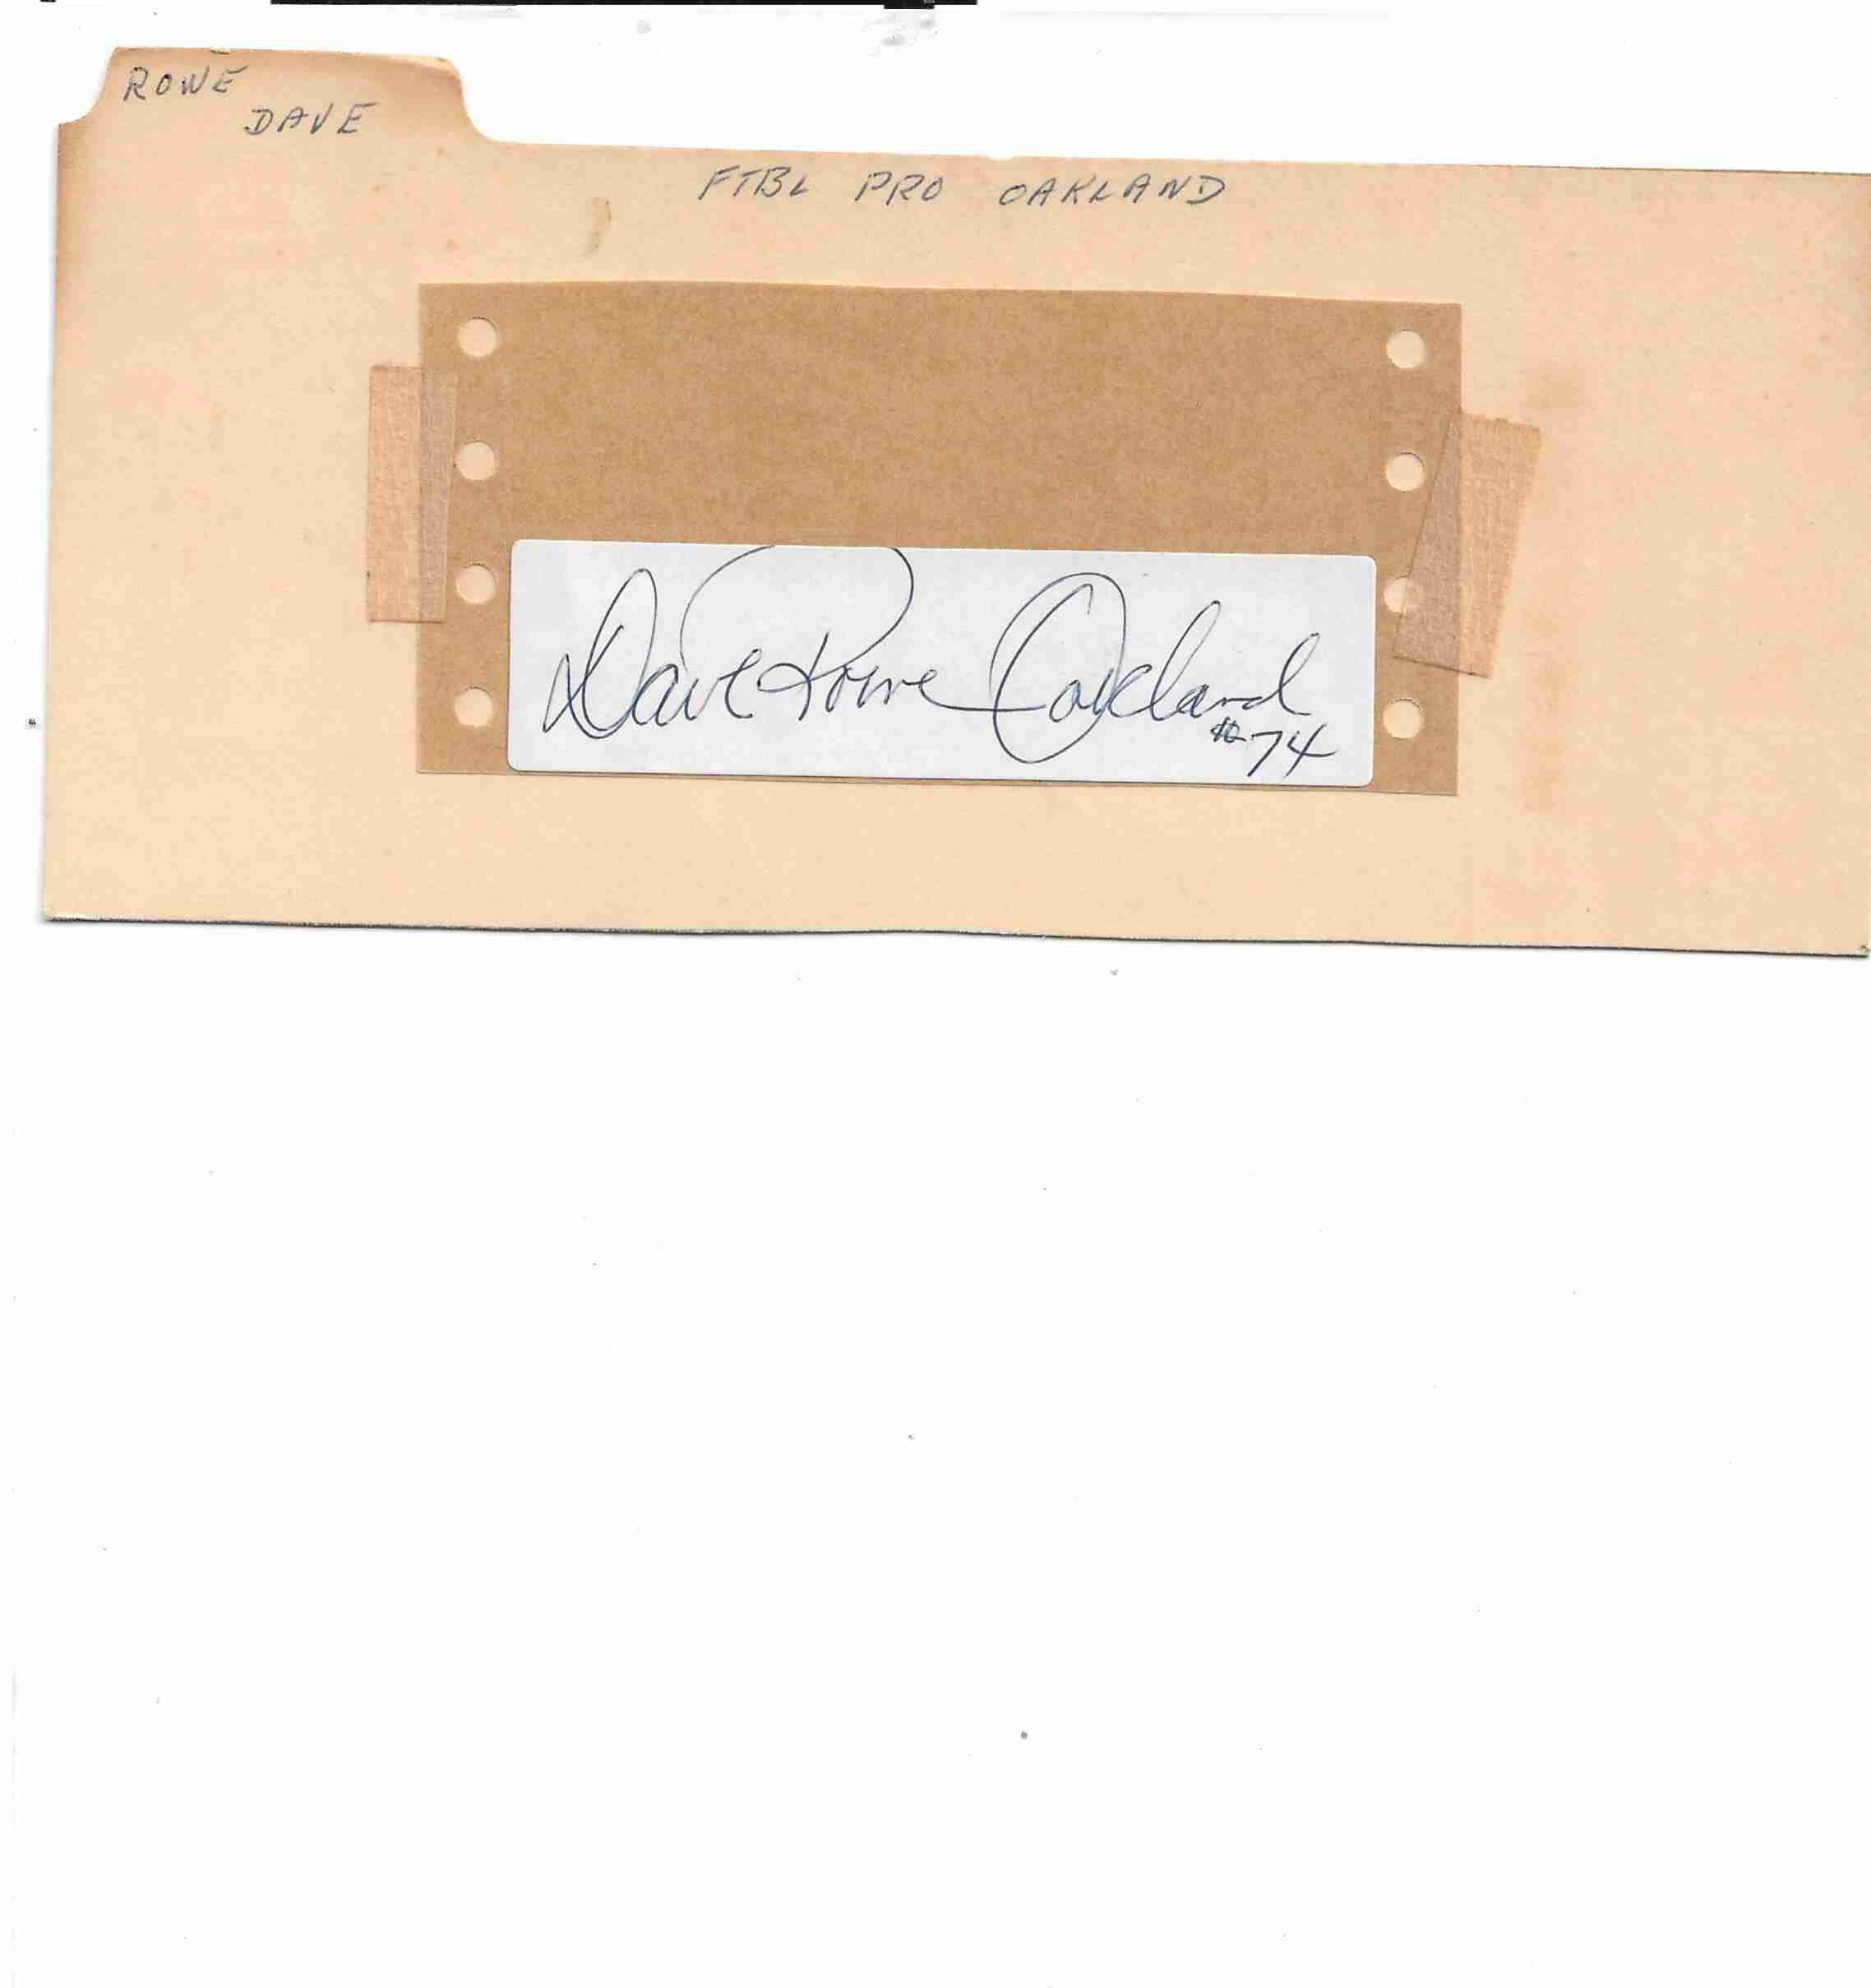 ROWE
DAVE
FTBL PRO OAKLAND
Dave Rowe Oakland
#74